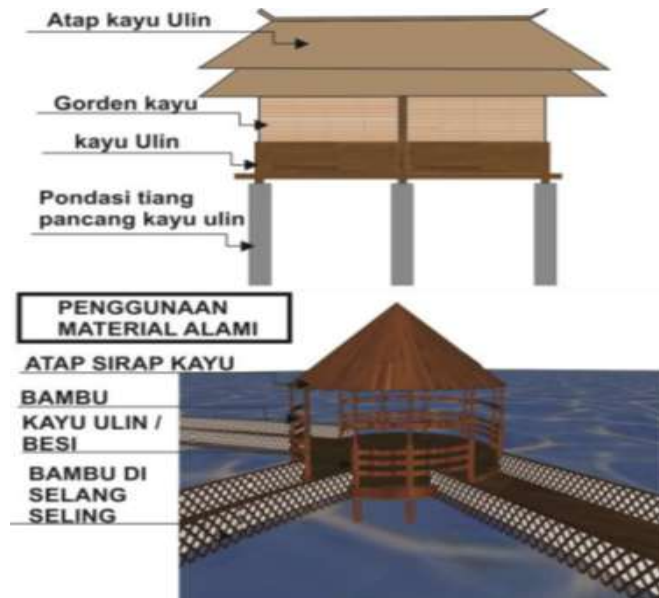 Atap kayu Ulin
Gorden kayu
kayu Ulin
Pondasi tiang
pancang kayu ulin
PENGGUNAAN
MATERIAL ALAMI
ATAP SIRAP KAYU
BAMBU
KAYU ULIN /
BESI
BAMBU DI
SELANG
SELING